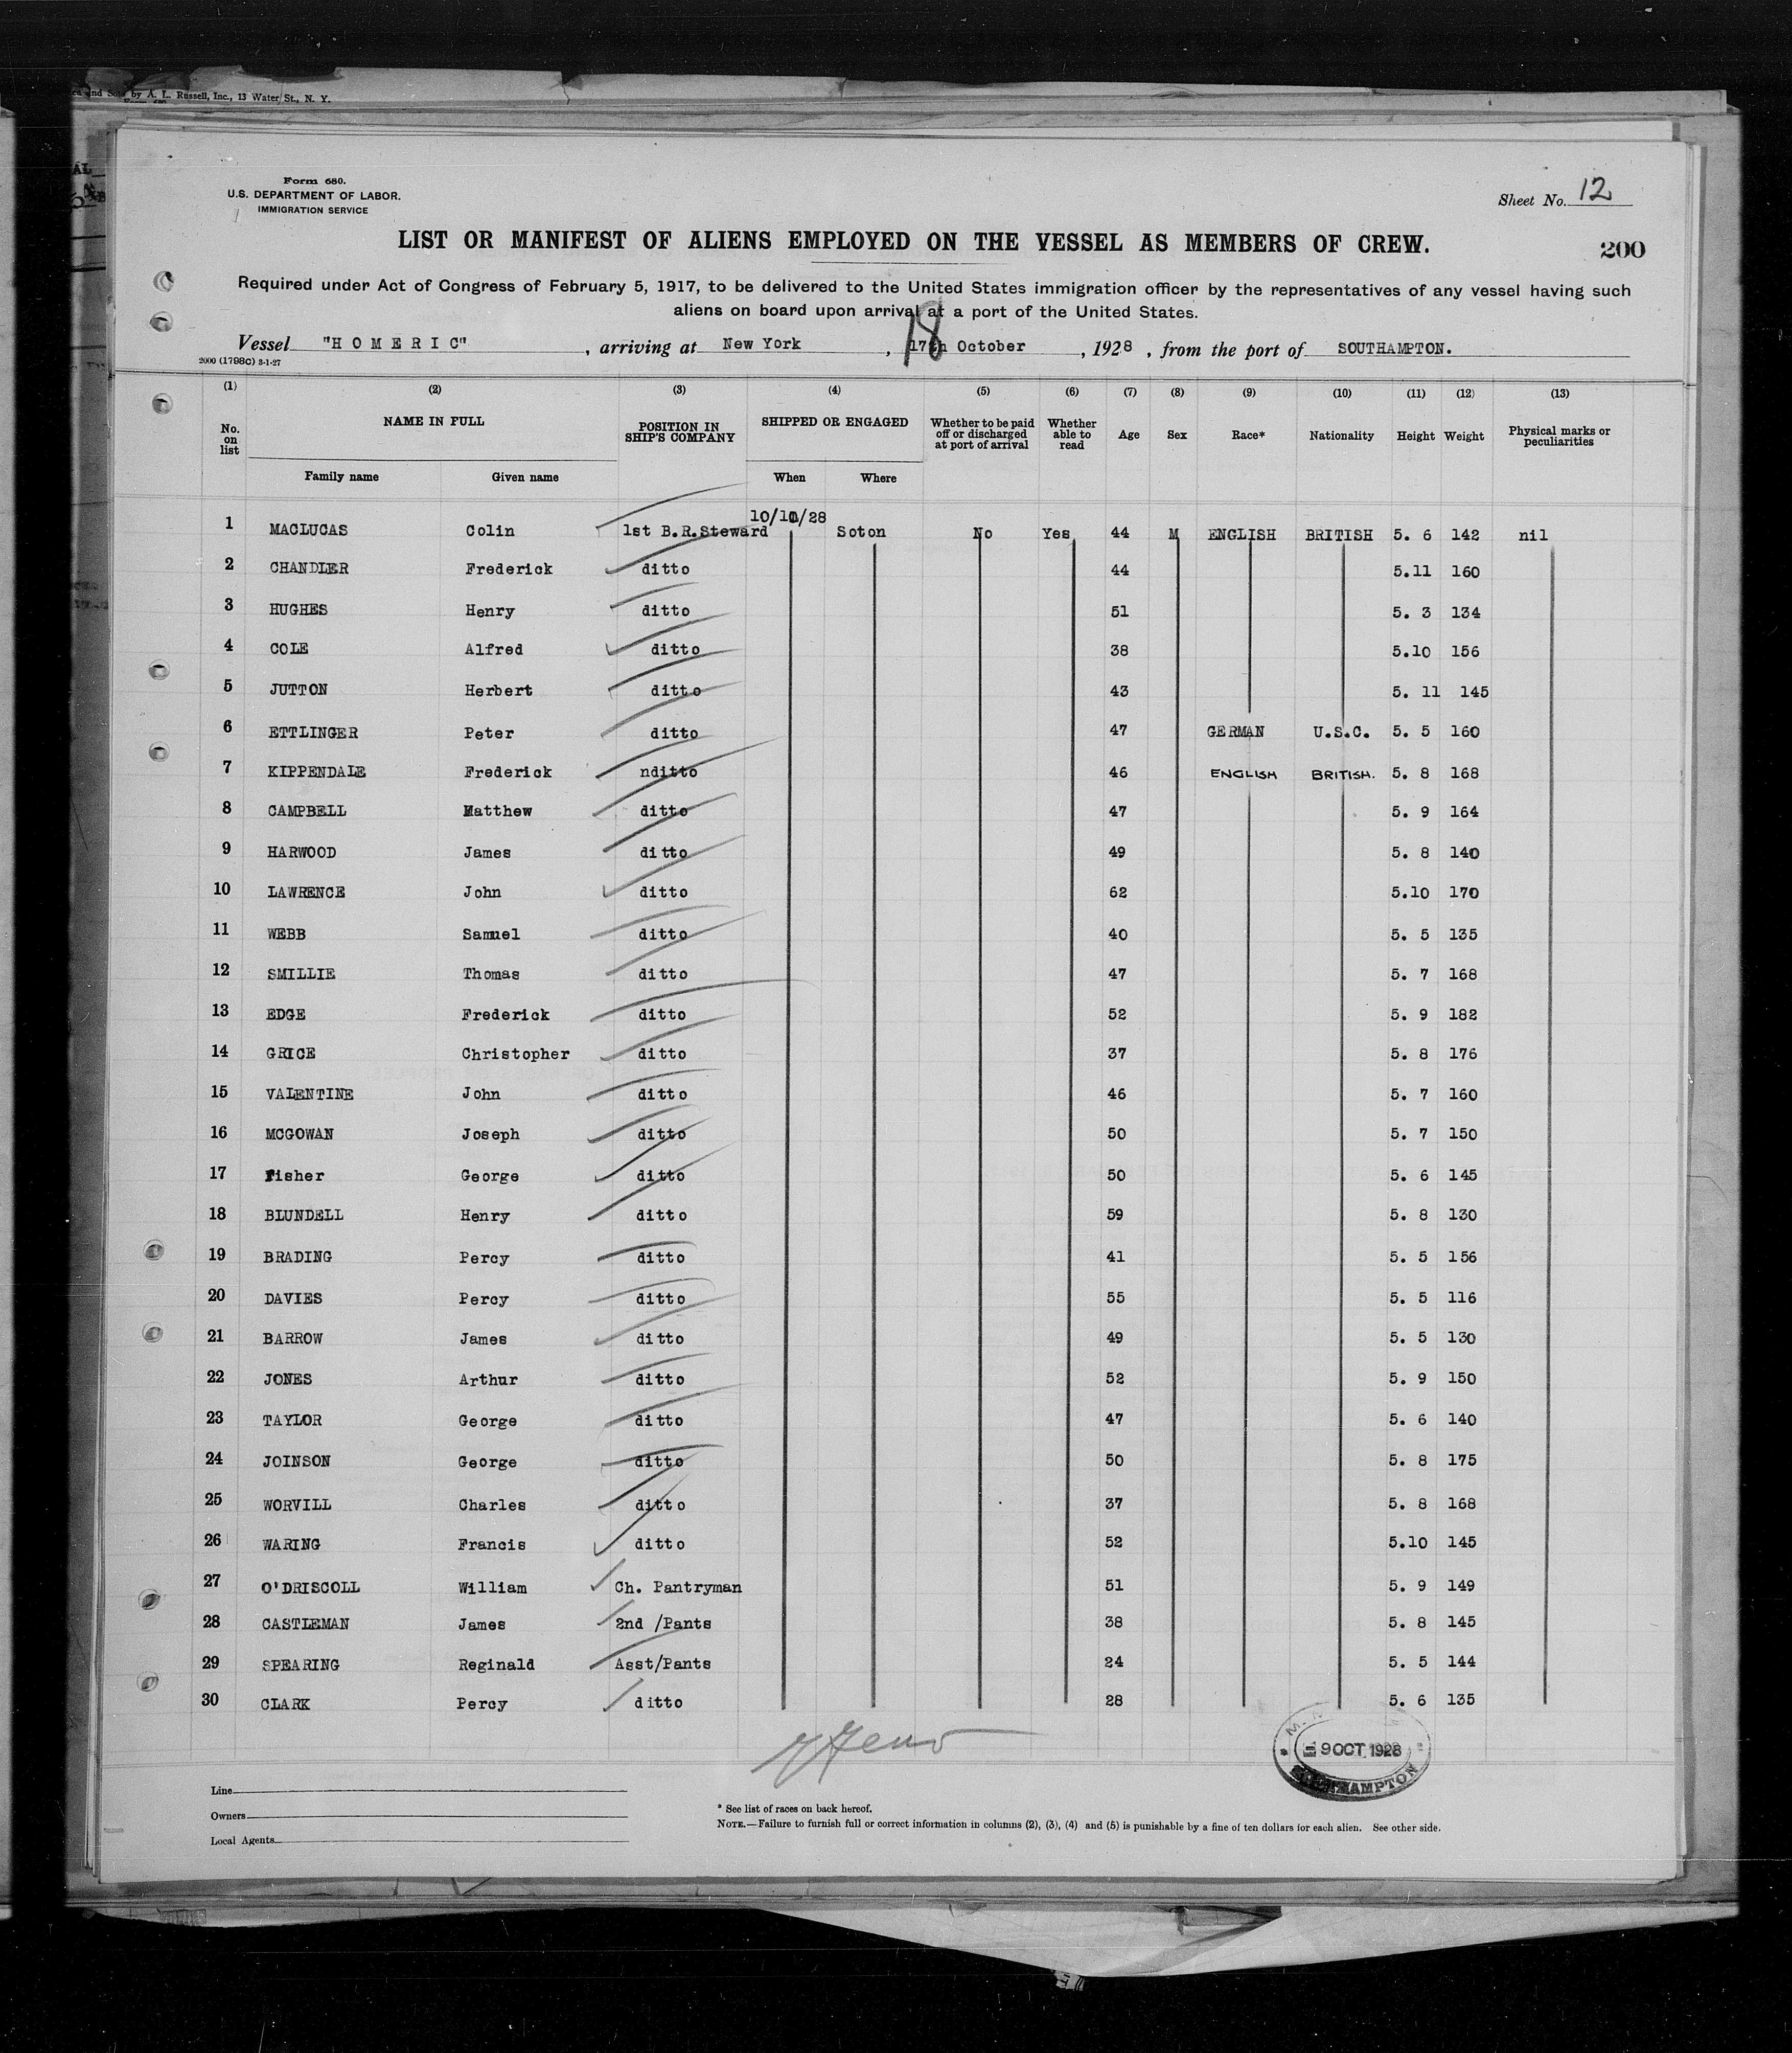 and Sold by A. L. Russell, Inc., 13 Water St., N. Y.
Form 680.
U.S. DEPARTMENT OF LABOR.
IMMIGRATION SERVICE
Sheet No. 12
LIST OR MANIFEST OF ALIENS EMPLOYED ON THE VESSEL AS MEMBERS OF CREW.
200
Required under Act of Congress of February 5, 1917, to be delivered to the United States immigration officer by the representatives of any vessel having such
aliens on board upon arrival at a port of the United States.
18
Vessel "H O M E R I C" , arriving at New York , 17th October , 1928 , from the port of SOUTHAMPTON.
2000 (1798C) 3-1-27
(1) (2) (3) (4) (5) (6) (7) (8) (9) (10) (11) (12) (13)
No. on list NAME IN FULL POSITION IN SHIP'S COMPANY SHIPPED OR ENGAGED Whether to be paid off or discharged at port of arrival Whether able to read Age Sex Race* Nationality Height Weight Physical marks or peculiarities
Family name Given name When Where
1 MACLUCAS Colin 1st B.R.Steward 10/10/28 Soton No Yes 44 M ENGLISH BRITISH 5. 6 142 nil
2 CHANDLER Frederick ditto 44 5.11 160
3 HUGHES Henry ditto 51 5. 3 134
4 COLE Alfred ditto 38 5.10 156
5 JUTTON Herbert ditto 43 5. 11 145
6 ETTLINGER Peter ditto 47 GERMAN U.S.C. 5. 5 160
7 KIPPENDALE Frederick nditto 46 ENGLISH BRITISH. 5. 8 168
8 CAMPBELL Matthew ditto 47 5. 9 164
9 HARWOOD James ditto 49 5. 8 140
10 LAWRENCE John ditto 62 5.10 170
11 WEBB Samuel ditto 40 5. 5 135
12 SMILLIE Thomas ditto 47 5. 7 168
13 EDGE Frederick ditto 52 5. 9 182
14 GRICE Christopher ditto 37 5. 8 176
15 VALENTINE John ditto 46 5. 7 160
16 MCGOWAN Joseph ditto 50 5. 7 150
17 Fisher George ditto 50 5. 6 145
18 BLUNDELL Henry ditto 59 5. 8 130
19 BRADING Percy ditto 41 5. 5 156
20 DAVIES Percy ditto 55 5. 5 116
21 BARROW James ditto 49 5. 5 130
22 JONES Arthur ditto 52 5. 9 150
23 TAYLOR George ditto 47 5. 6 140
24 JOINSON George ditto 50 5. 8 175
25 WORVILL Charles ditto 37 5. 8 168
26 WARING Francis ditto 52 5.10 145
27 O'DRISCOLL William Ch. Pantryman 51 5. 9 149
28 CASTLEMAN James 2nd /Pants 38 5. 8 145
29 SPEARING Reginald Asst/Pants 24 5. 5 144
30 CLARK Percy ditto 28 5. 6 135
9 OCT 1928
SOUTHAMPTON
Line
Owners
Local Agents
* See list of races on back hereof.
NOTE.—Failure to furnish full or correct information in columns (2), (3), (4) and (5) is punishable by a fine of ten dollars for each alien. See other side.